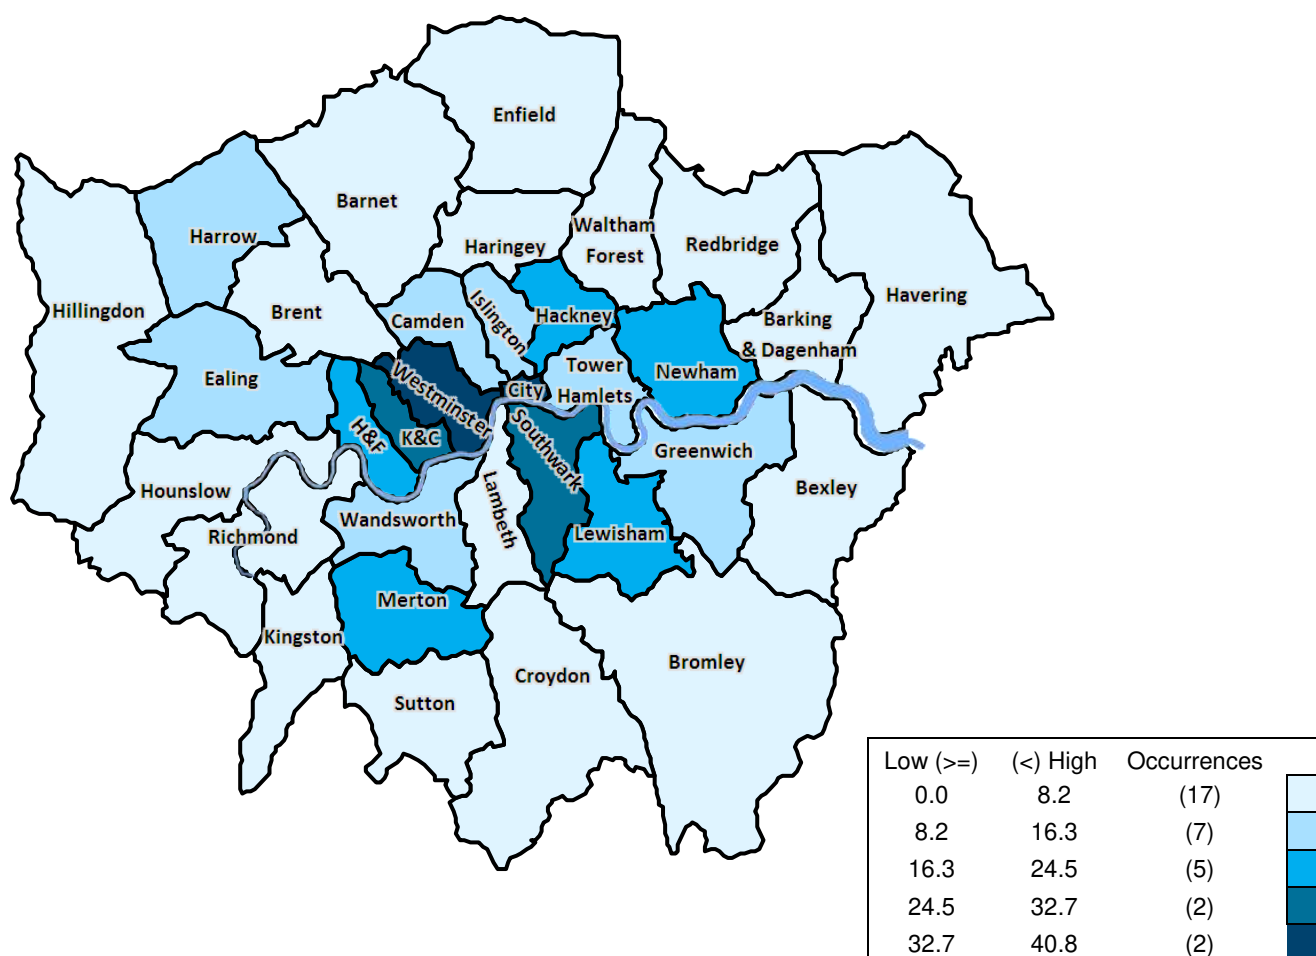 Enfield
Barnet
Waltham
Forest
Harrow
Haringey
Redbridge
Havering
Hillingdon
Brent
Camden
Islington
Hackney
Barking
& Dagenham
Ealing
Westminster
City
Tower
Hamlets
Newham
H&F
K&C
Southwark
Greenwich
Hounslow
Bexley
Richmond
Wandsworth
Lambeth
Lewisham
Merton
Kingston
Bromley
Croydon
Sutton
Low (>=) (<) High Occurrences
0.0 8.2 (17)
8.2 16.3 (7)
16.3 24.5 (5)
24.5 32.7 (2)
32.7 40.8 (2)